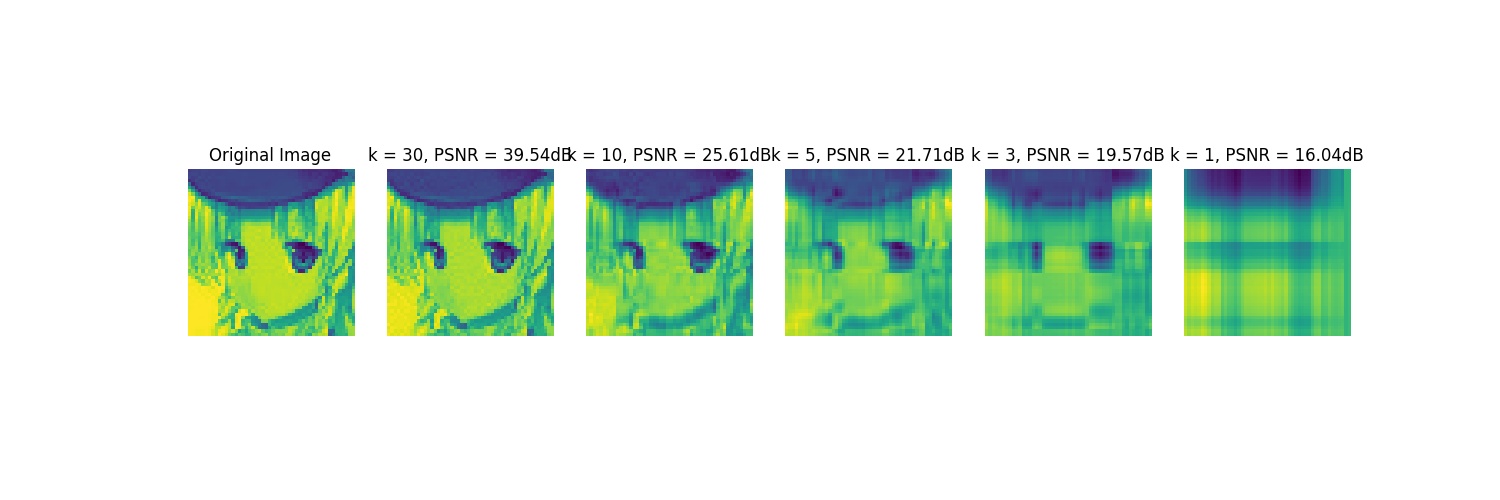 Original Image
k = 30, PSNR = 39.54dB
k = 10, PSNR = 25.61dB
k = 5, PSNR = 21.71dB
k = 3, PSNR = 19.57dB
k = 1, PSNR = 16.04dB